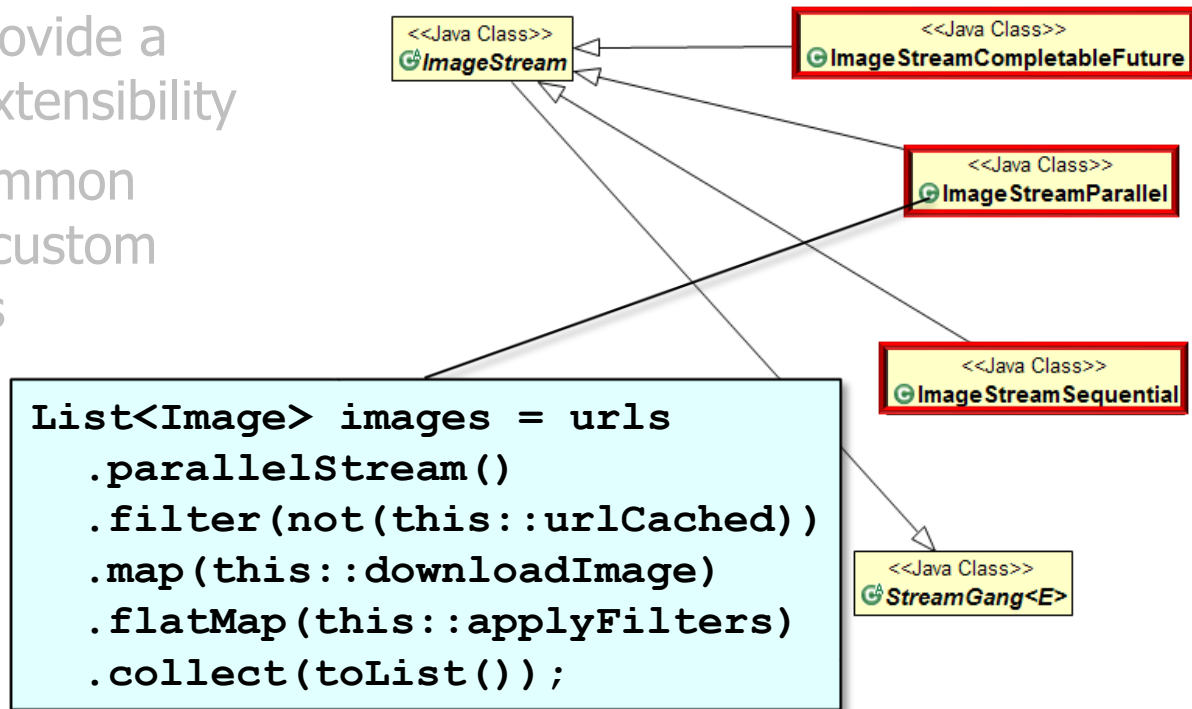 ovide a
xtensibility
mmon
custom
s
<<Java Class>>
ImageStream
<<Java Class>>
ImageStreamCompletableFuture
<<Java Class>>
ImageStreamParallel
<<Java Class>>
ImageStreamSequential
List<Image> images = urls
.parallelStream()
.filter(not(this::urlCached))
.map(this::downloadImage)
.flatMap(this::applyFilters)
.collect(toList());
<<Java Class>>
StreamGang<E>